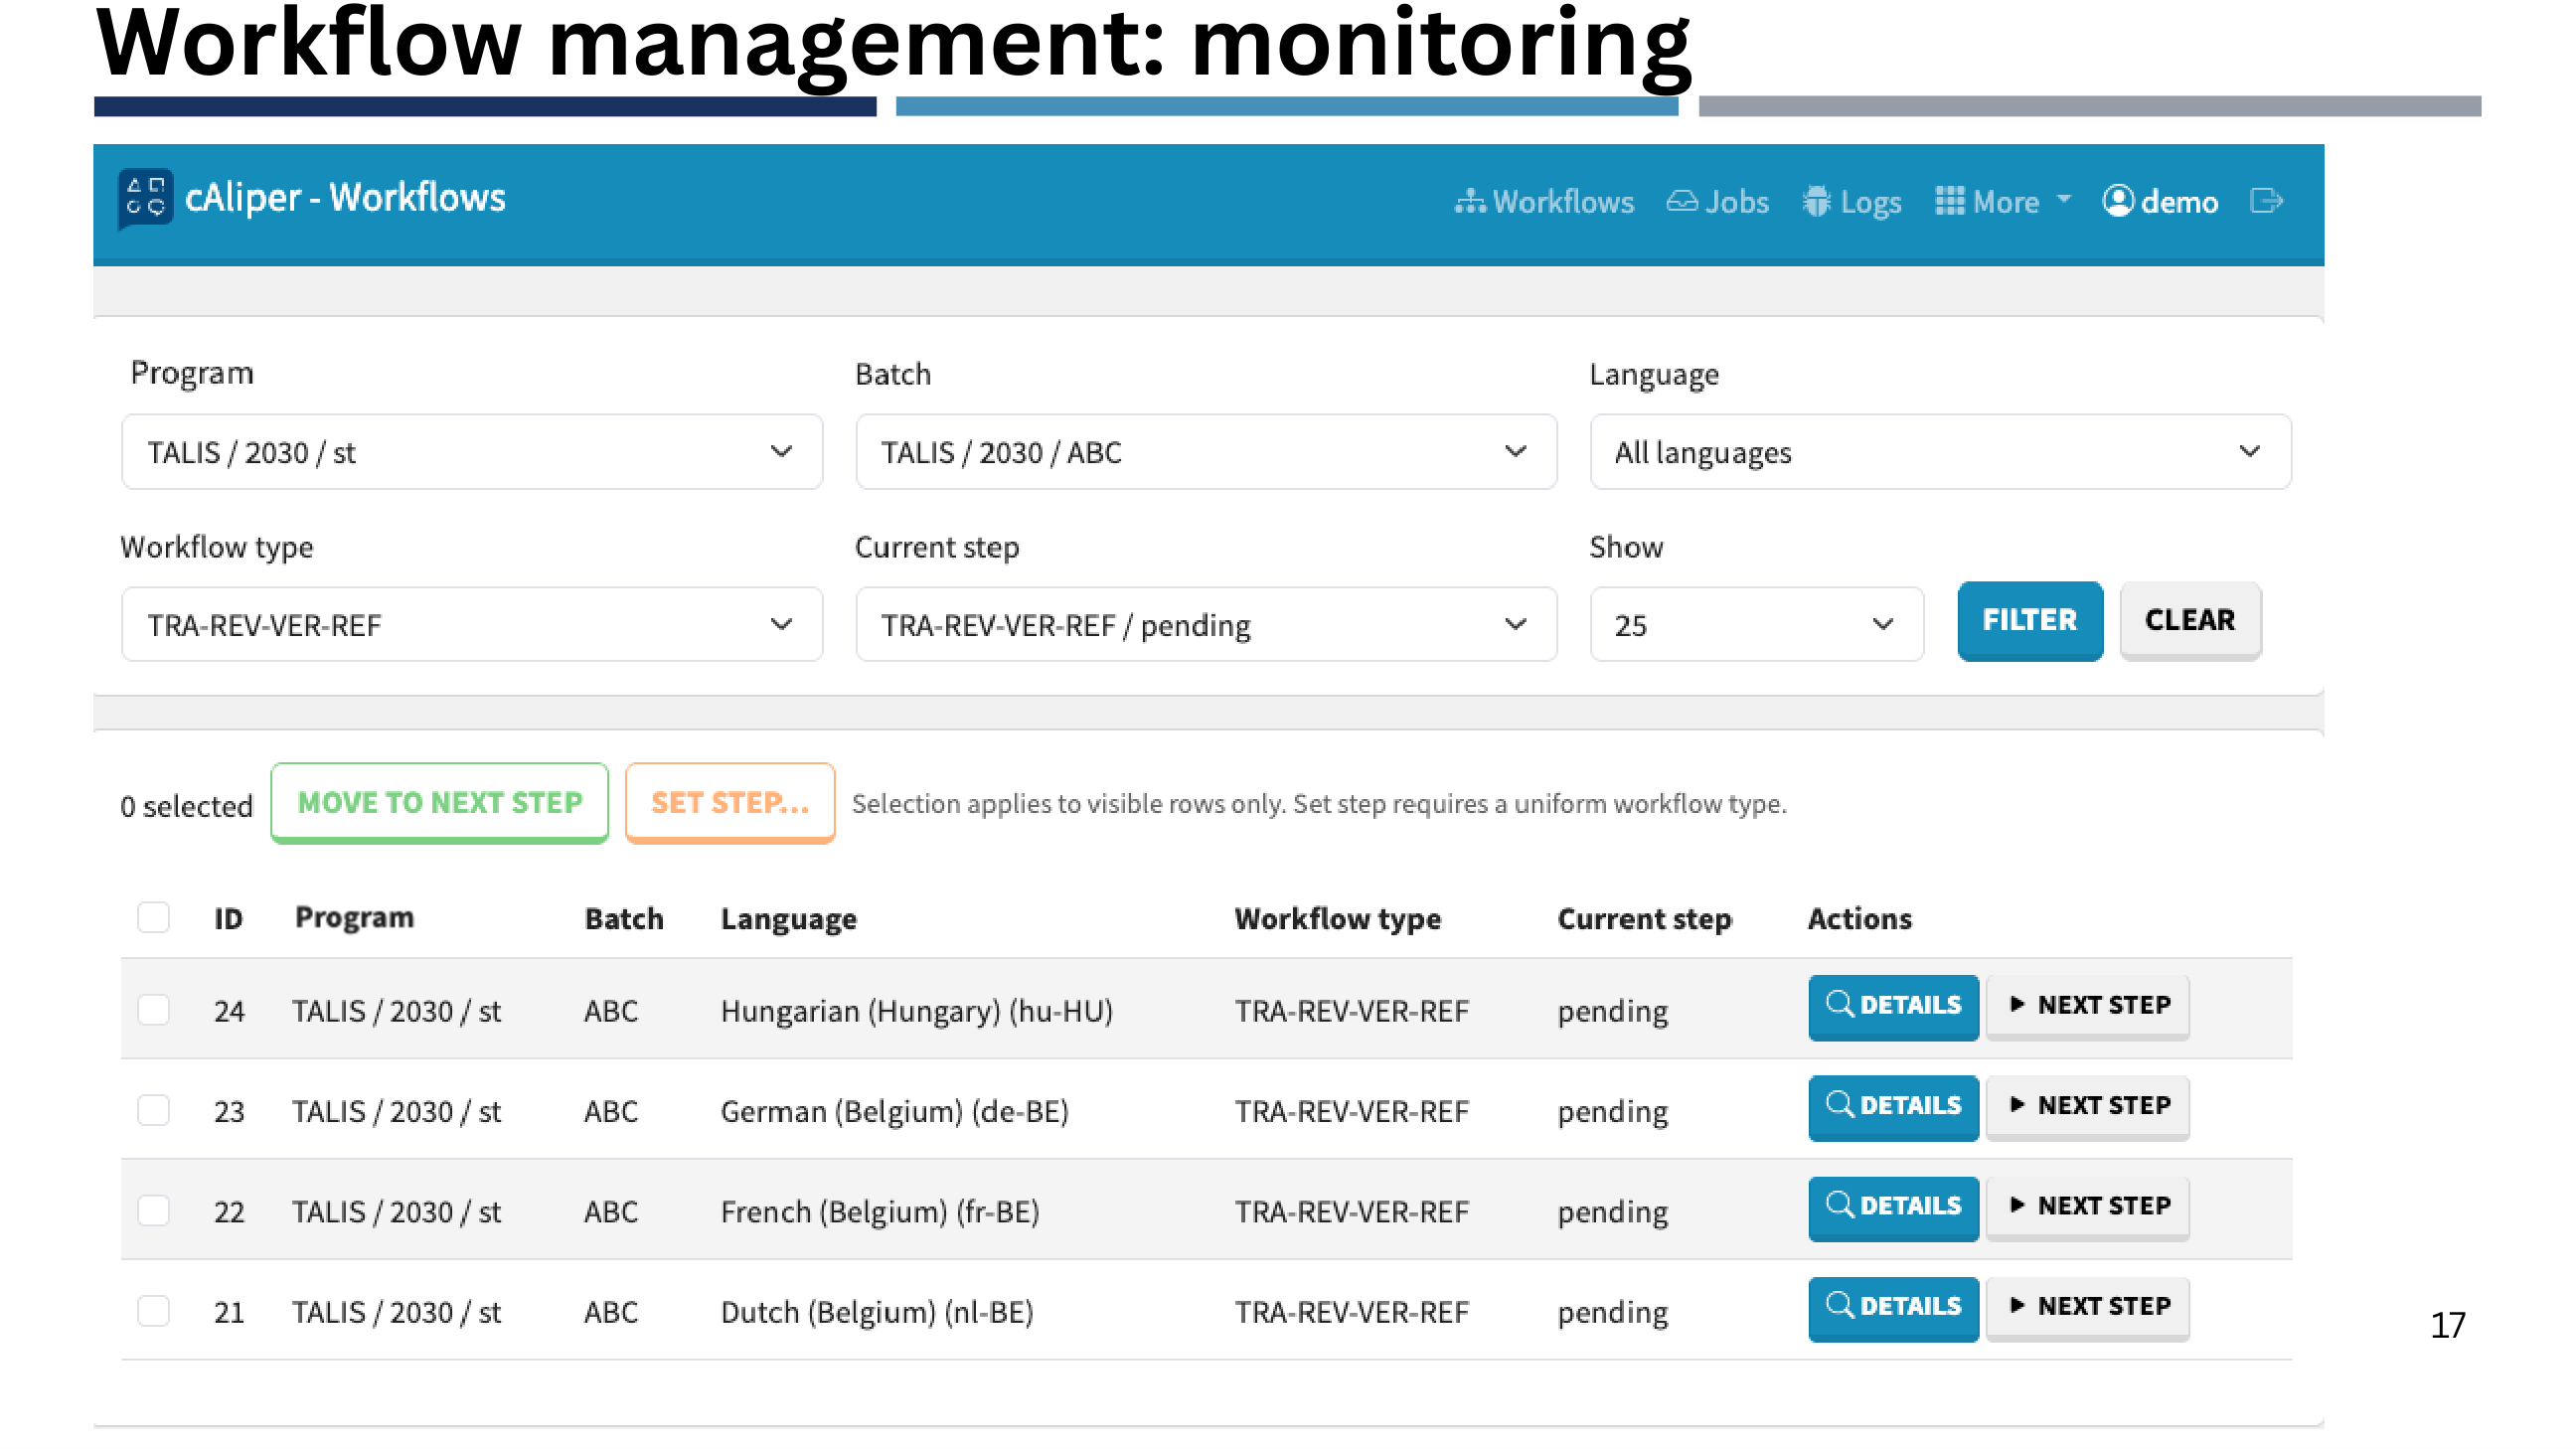 Workflow management: monitoring
cAliper - Workflows
Workflows Jobs Logs More demo
Program Batch Language
TALIS / 2030 / st TALIS / 2030 / ABC All languages
Workflow type Current step Show
TRA-REV-VER-REF TRA-REV-VER-REF / pending 25 FILTER CLEAR
0 selected MOVE TO NEXT STEP SET STEP... Selection applies to visible rows only. Set step requires a uniform workflow type.
ID Program Batch Language Workflow type Current step Actions
24 TALIS / 2030 / st ABC Hungarian (Hungary) (hu-HU) TRA-REV-VER-REF pending DETAILS NEXT STEP
23 TALIS / 2030 / st ABC German (Belgium) (de-BE) TRA-REV-VER-REF pending DETAILS NEXT STEP
22 TALIS / 2030 / st ABC French (Belgium) (fr-BE) TRA-REV-VER-REF pending DETAILS NEXT STEP
21 TALIS / 2030 / st ABC Dutch (Belgium) (nl-BE) TRA-REV-VER-REF pending DETAILS NEXT STEP
17